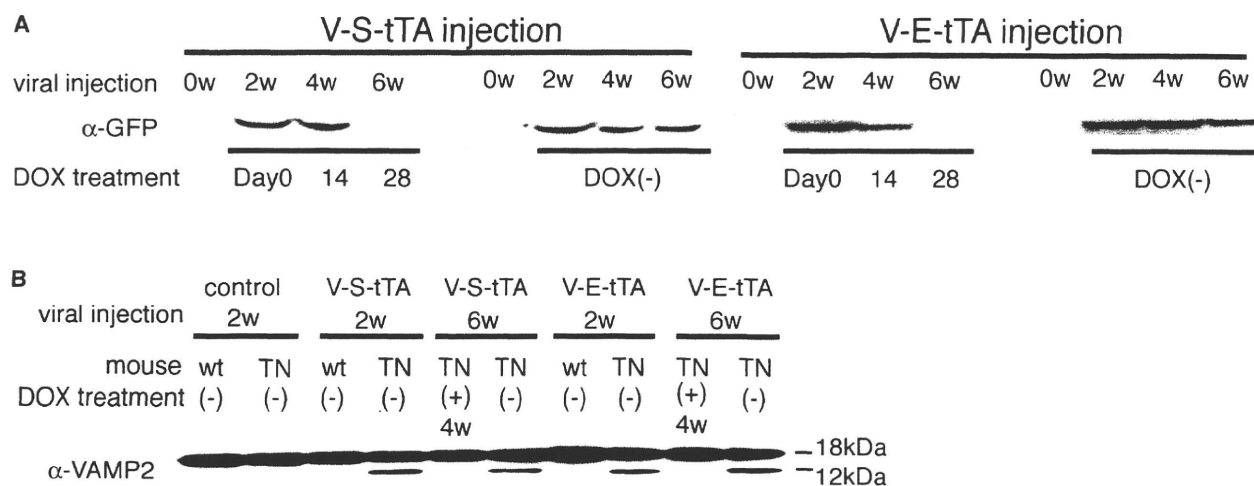 A
V-S-tTA injection V-E-tTA injection
viral injection 0w 2w 4w 6w 0w 2w 4w 6w 0w 2w 4w 6w 0w 2w 4w 6w
α-GFP
DOX treatment Day0 14 28 DOX(-) Day0 14 28 DOX(-)
B
control V-S-tTA V-S-tTA V-E-tTA V-E-tTA
viral injection 2w 2w 6w 2w 6w
mouse wt TN wt TN TN TN wt TN TN TN
DOX treatment (-) (-) (-) (-) (+) (-) (-) (-) (+) (-)
4w 4w
18kDa
α-VAMP2
12kDa